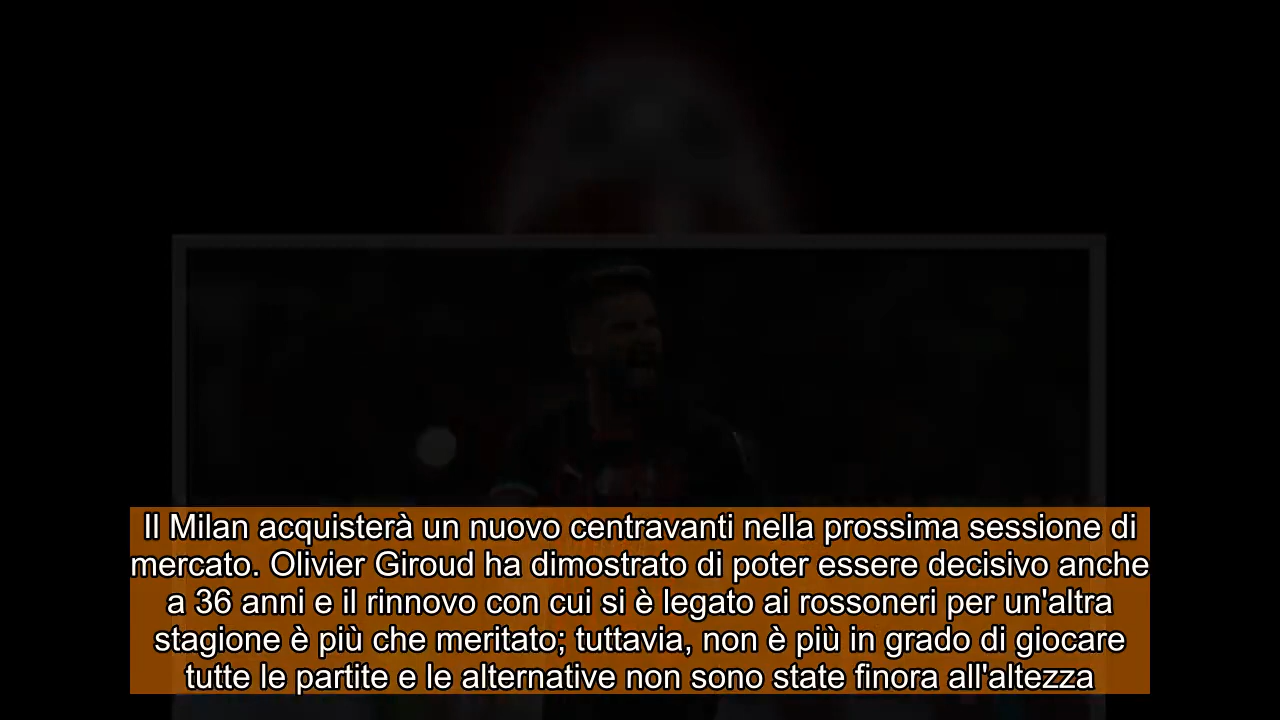 Il Milan acquisterà un nuovo centravanti nella prossima sessione di
mercato. Olivier Giroud ha dimostrato di poter essere decisivo anche
a 36 anni e il rinnovo con cui si è legato ai rossoneri per un'altra
stagione è più che meritato; tuttavia, non è più in grado di giocare
tutte le partite e le alternative non sono state finora all'altezza